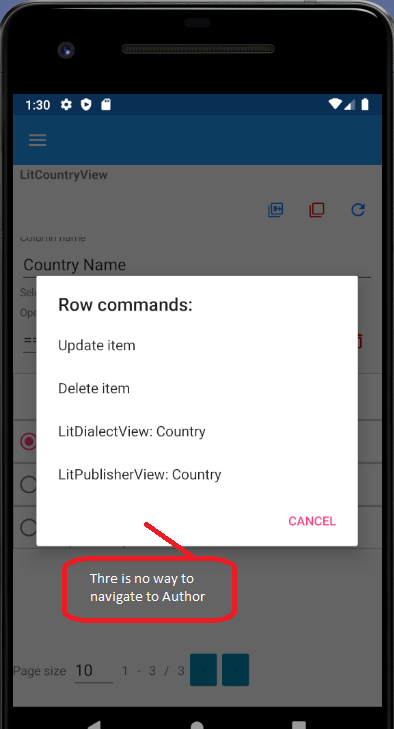 1:30
LitCountryView
Column name
Country Name
Row commands:
Update item
Delete item
LitDialectView: Country
LitPublisherView: Country
CANCEL
Thre is no way to
navigate to Author
Page size 10 1 - 3 / 3